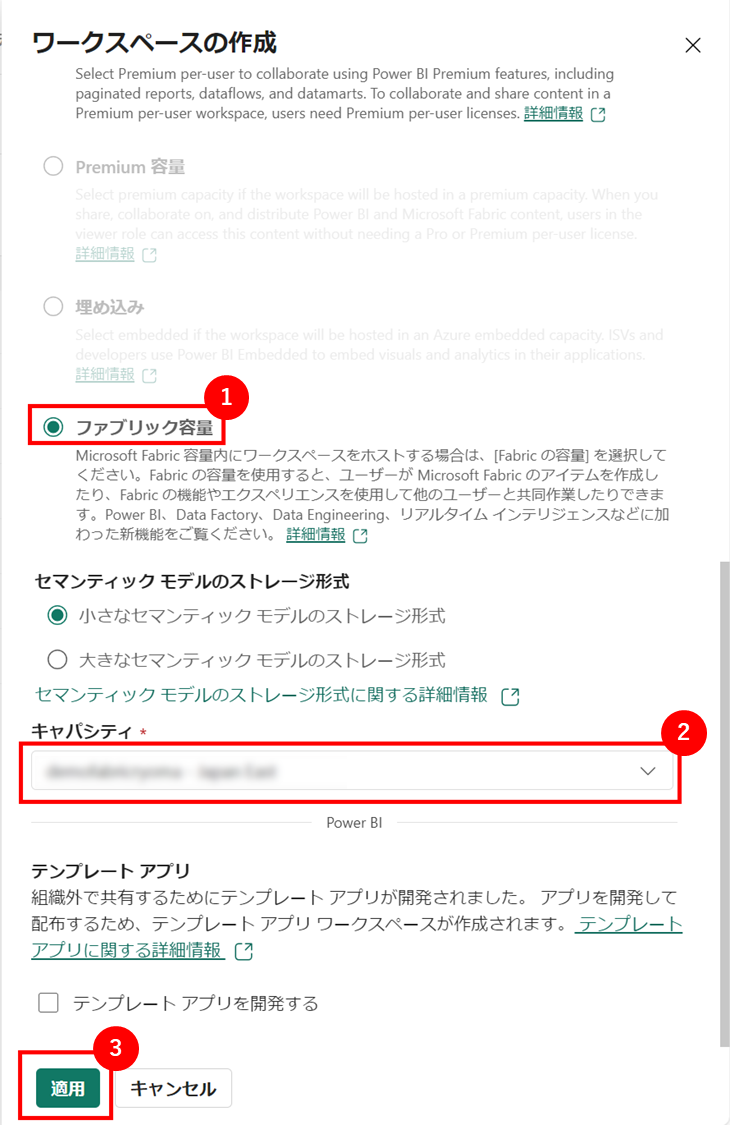 ワークスペースの作成
Select Premium per-user to collaborate using Power BI Premium features, including
paginated reports, dataflows, and datamarts. To collaborate and share content in a
Premium per-user workspace, users need Premium per-user licenses. 詳細情報
Premium 容量
Select premium capacity if the workspace will be hosted in a premium capacity. When you
share, collaborate on, and distribute Power BI and Microsoft Fabric content, users in the
viewer role can access this content without needing a Pro or Premium per-user license.
詳細情報
埋め込み
Select embedded if the workspace will be hosted in an Azure embedded capacity. ISVs and
developers use Power BI Embedded to embed visuals and analytics in their applications.
詳細情報
1
ファブリック容量
Microsoft Fabric 容量内にワークスペースをホストする場合は、[Fabric の容量] を選択して
ください。Fabric の容量を使用すると、ユーザーが Microsoft Fabric のアイテムを作成し
たり、Fabric の機能やエクスペリエンスを使用して他のユーザーと共同作業したりできま
す。Power BI、Data Factory、Data Engineering、リアルタイム インテリジェンスなどに加
わった新機能をご覧ください。 詳細情報
セマンティック モデルのストレージ形式
小さなセマンティック モデルのストレージ形式
大きなセマンティック モデルのストレージ形式
セマンティック モデルのストレージ形式に関する詳細情報
キャパシティ *
2
Power BI
テンプレート アプリ
組織外で共有するためにテンプレート アプリが開発されました。 アプリを開発して
配布するため、テンプレート アプリ ワークスペースが作成されます。 テンプレート
アプリに関する詳細情報
テンプレート アプリを開発する
3
適用 キャンセル